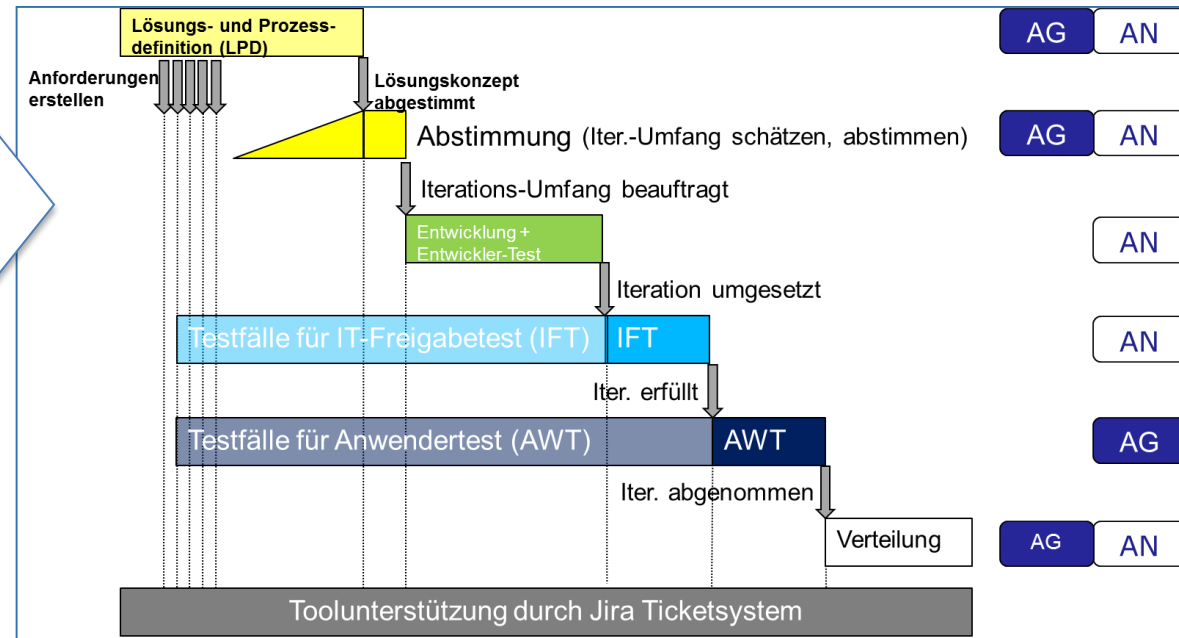 Lösungs- und Prozess-
definition (LPD)
AG
AN
Anforderungen
erstellen
Lösungskonzept
abgestimmt
Abstimmung (Iter.-Umfang schätzen, abstimmen)
AG
AN
Iterations-Umfang beauftragt
Entwicklung +
Entwickler-Test
AN
Iteration umgesetzt
Testfälle für IT-Freigabetest (IFT)
IFT
AN
Iter. erfüllt
Testfälle für Anwendertest (AWT)
AWT
AG
Iter. abgenommen
Verteilung
AG
AN
Toolunterstützung durch Jira Ticketsystem